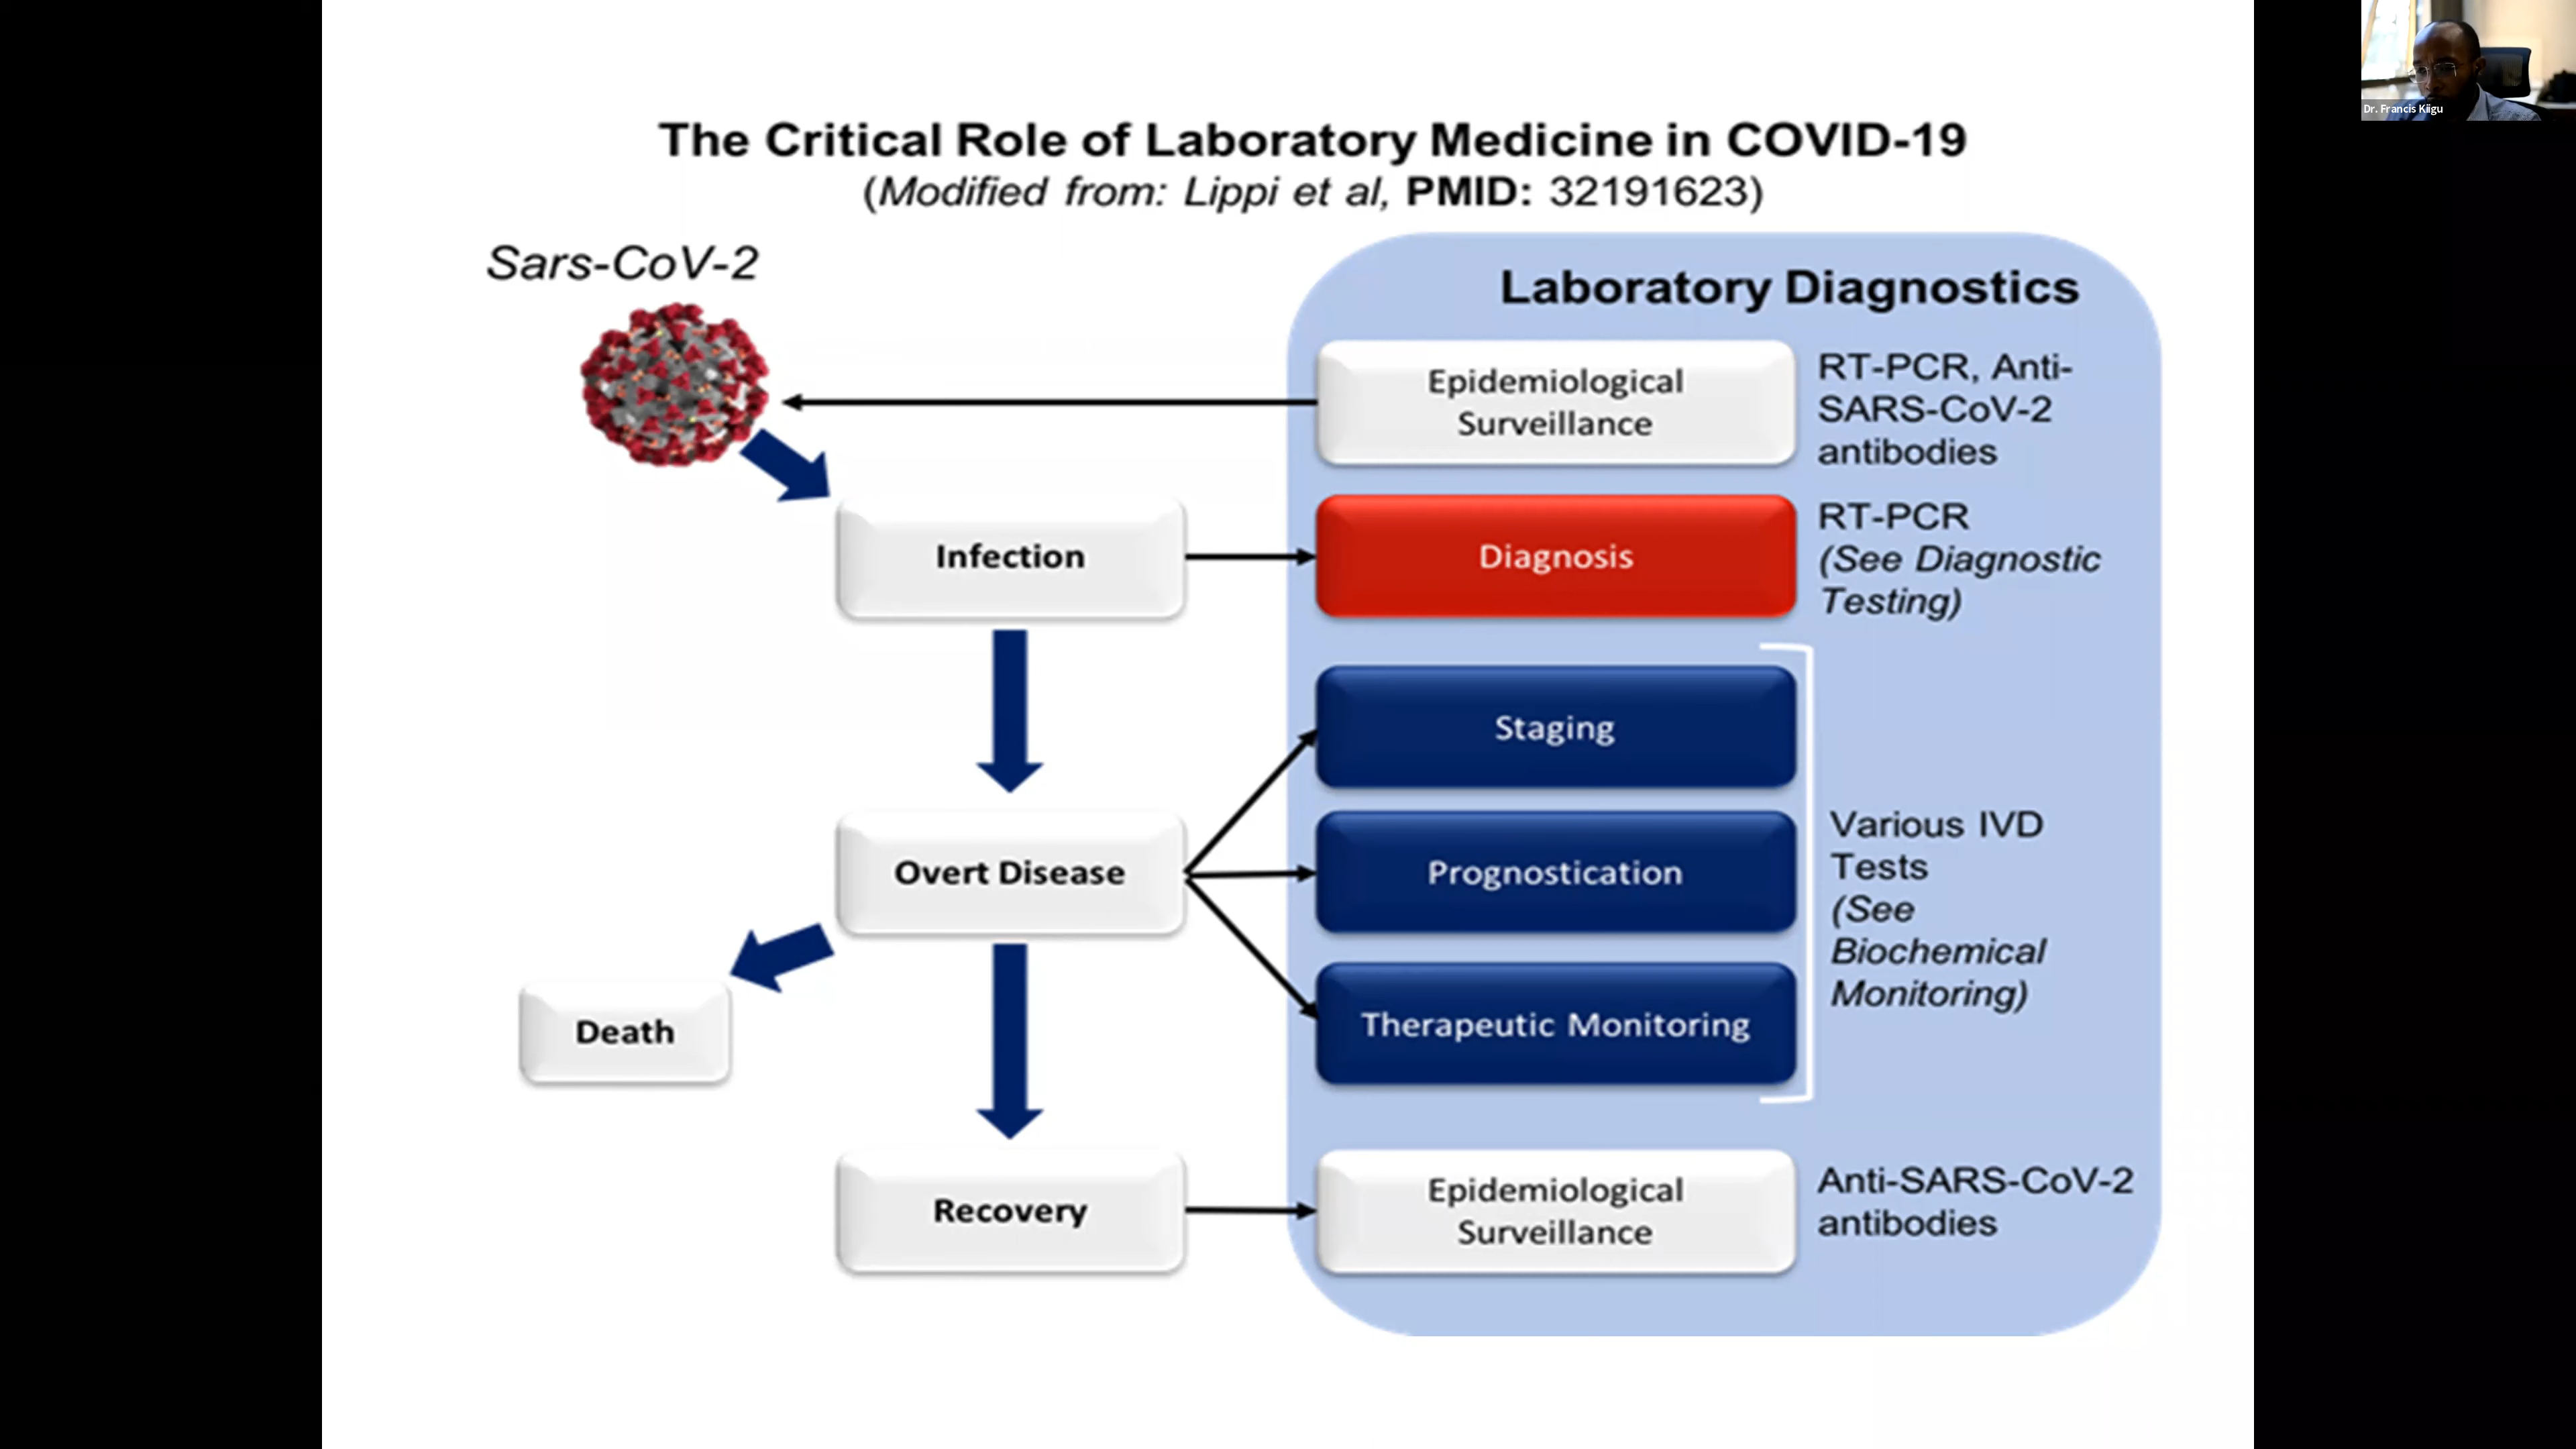 Dr. Francis Kiigu
The Critical Role of Laboratory Medicine in COVID-19
(Modified from: Lippi et al, PMID: 32191623)
Sars-CoV-2
Laboratory Diagnostics
Epidemiological
Surveillance
RT-PCR, Anti-
SARS-CoV-2
antibodies
Infection
Diagnosis
RT-PCR
(See Diagnostic
Testing)
Staging
Overt Disease
Prognostication
Therapeutic Monitoring
Various IVD
Tests
(See
Biochemical
Monitoring)
Death
Recovery
Epidemiological
Surveillance
Anti-SARS-CoV-2
antibodies